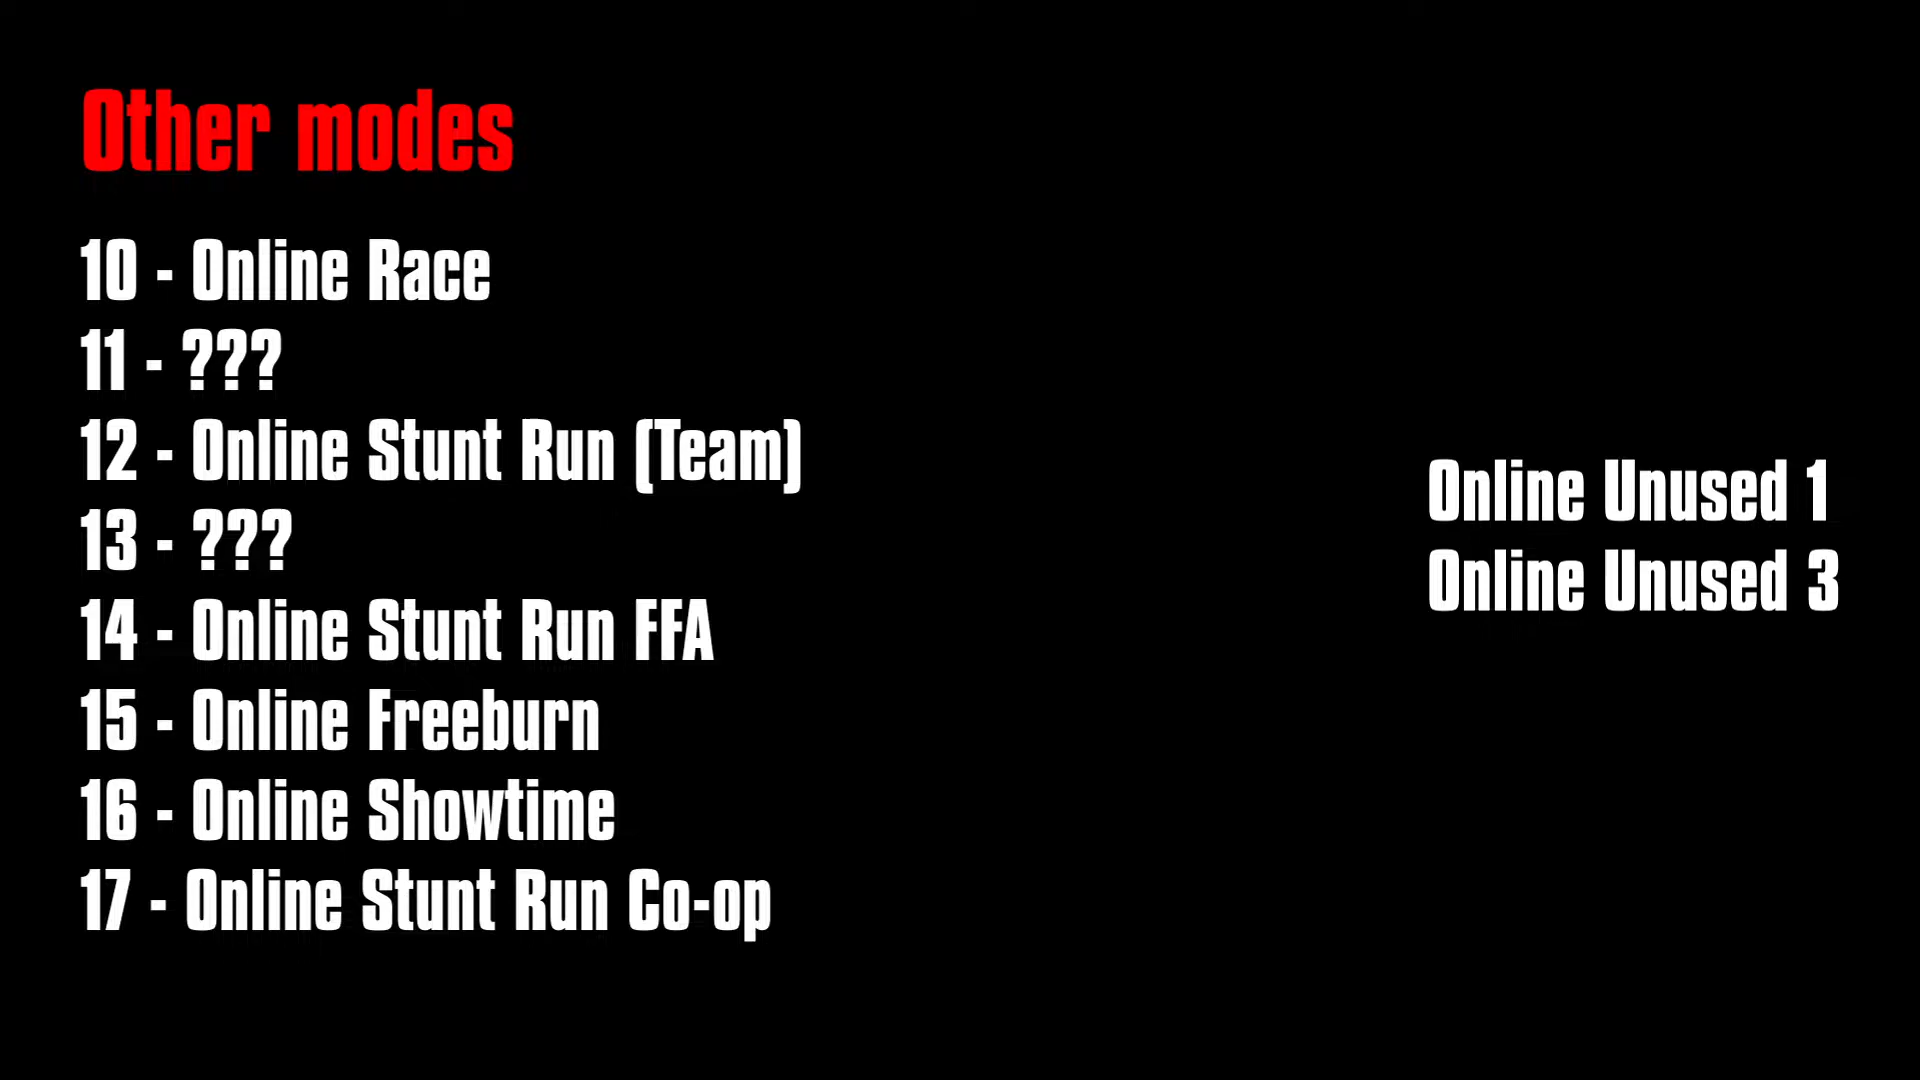 Other modes
10 - Online Race
11 - ???
12 - Online Stunt Run (Team)
13 - ???
14 - Online Stunt Run FFA
15 - Online Freeburn
16 - Online Showtime
17 - Online Stunt Run Co-op
Online Unused 1
Online Unused 3